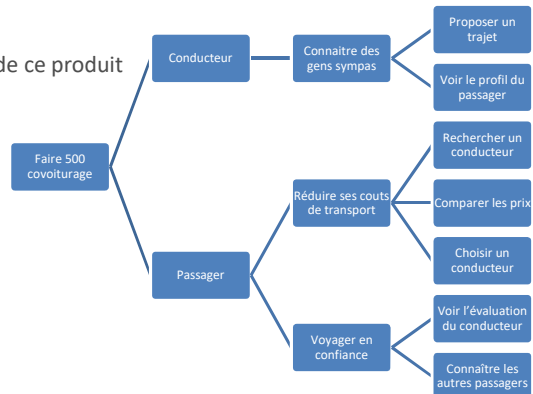 de ce produit
Faire 500
covoiturage
Conducteur
Connaitre des
gens sympas
Proposer un
trajet
Voir le profil du
passager
Passager
Réduire ses couts
de transport
Rechercher un
conducteur
Comparer les prix
Choisir un
conducteur
Voyager en
confiance
Voir l'évaluation
du conducteur
Connaître les
autres passagers